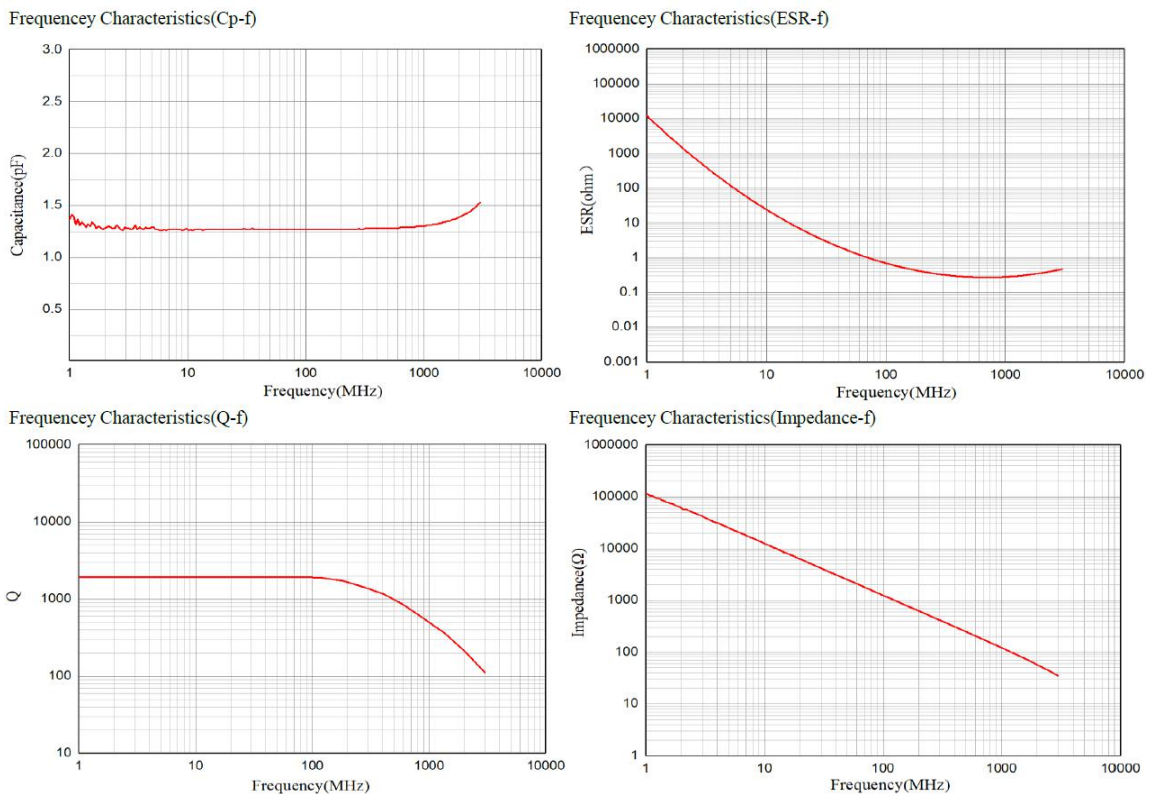 Frequencey Characteristics(Cp-f)
3.0
2.5
2.0
1.5
1.0
0.5
Capacitance(pF)
1 10 100 1000 10000
Frequency(MHz)
Frequencey Characteristics(ESR-f)
1000000
100000
10000
1000
100
10
1
0.1
0.01
0.001
ESR(ohm)
1 10 100 1000 10000
Frequency(MHz)
Frequencey Characteristics(Q-f)
100000
10000
1000
100
10
Q
1 10 100 1000 10000
Frequency(MHz)
Frequencey Characteristics(Impedance-f)
1000000
100000
10000
1000
100
10
1
Impedance(Ω)
1 10 100 1000 10000
Frequency(MHz)